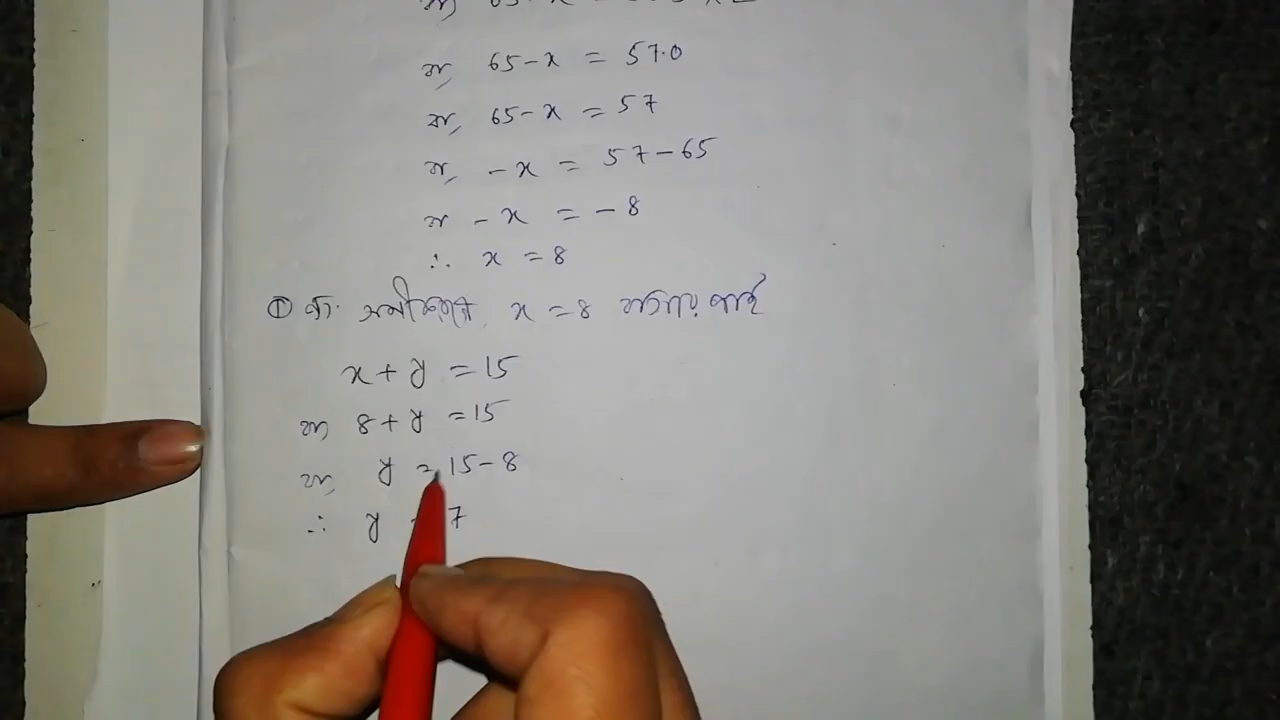 বা, 65-x = 57.0
বা, 65-x = 57
বা, -x = 57-65
বা -x = -8
∴ x = 8
① নং সমীকরণে, x = 8 বসিয়ে পাই
x+y = 15
বা, 8+y = 15
বা, y = 15-8
∴ y = 7